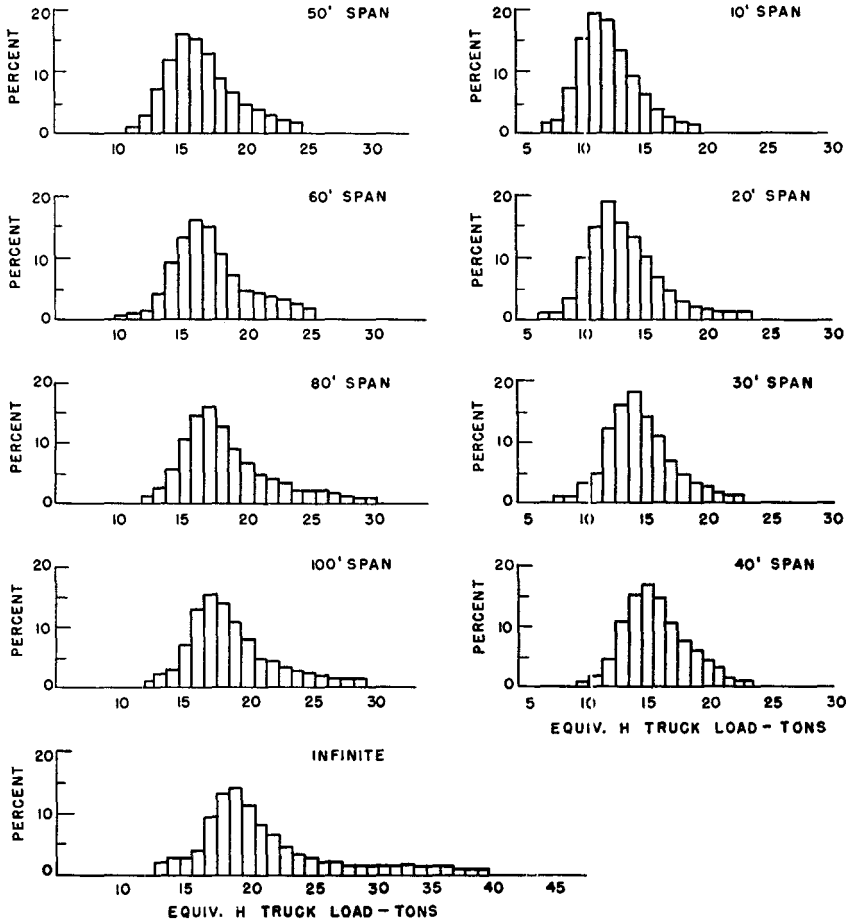 50' SPAN
PERCENT
20
10
0
10 15 20 25 30
10' SPAN
PERCENT
20
10
0
5 10 15 20 25 30
60' SPAN
PERCENT
20
10
0
10 15 20 25 30
20' SPAN
PERCENT
20
10
0
5 10 15 20 25 30
80' SPAN
PERCENT
20
10
0
10 15 20 25 30
30' SPAN
PERCENT
20
10
0
5 10 15 20 25 30
100' SPAN
PERCENT
20
10
0
10 15 20 25 30
40' SPAN
PERCENT
20
10
0
5 10 15 20 25 30
EQUIV. H TRUCK LOAD-TONS
INFINITE
PERCENT
20
10
0
10 15 20 25 30 35 40 45
EQUIV. H TRUCK LOAD-TONS